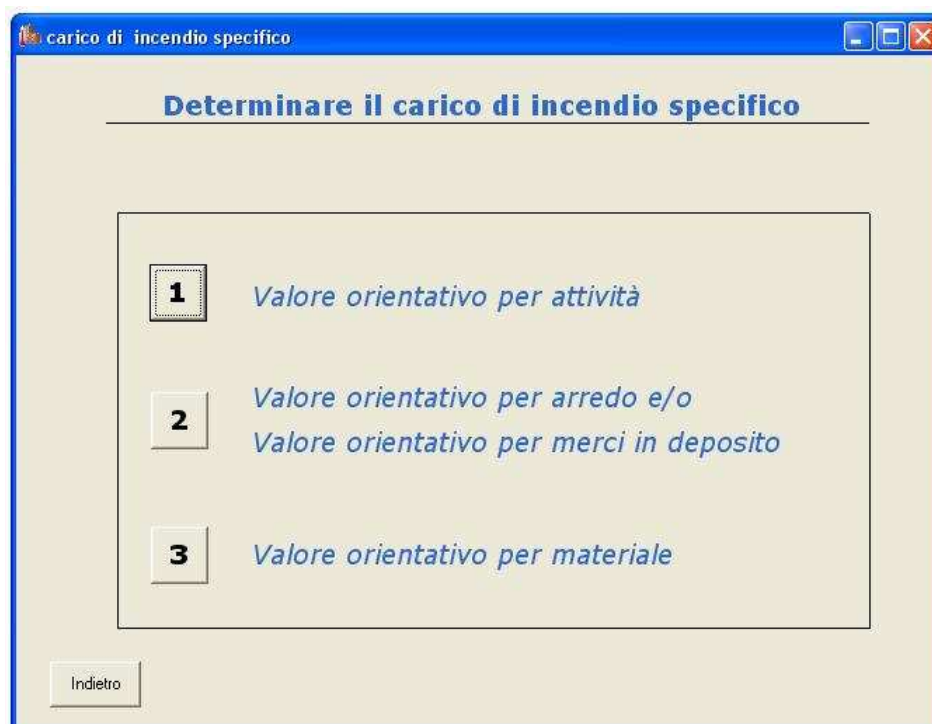 carico di incendio specifico
Determinare il carico di incendio specifico
1
Valore orientativo per attività
2
Valore orientativo per arredo e/o
Valore orientativo per merci in deposito
3
Valore orientativo per materiale
Indietro